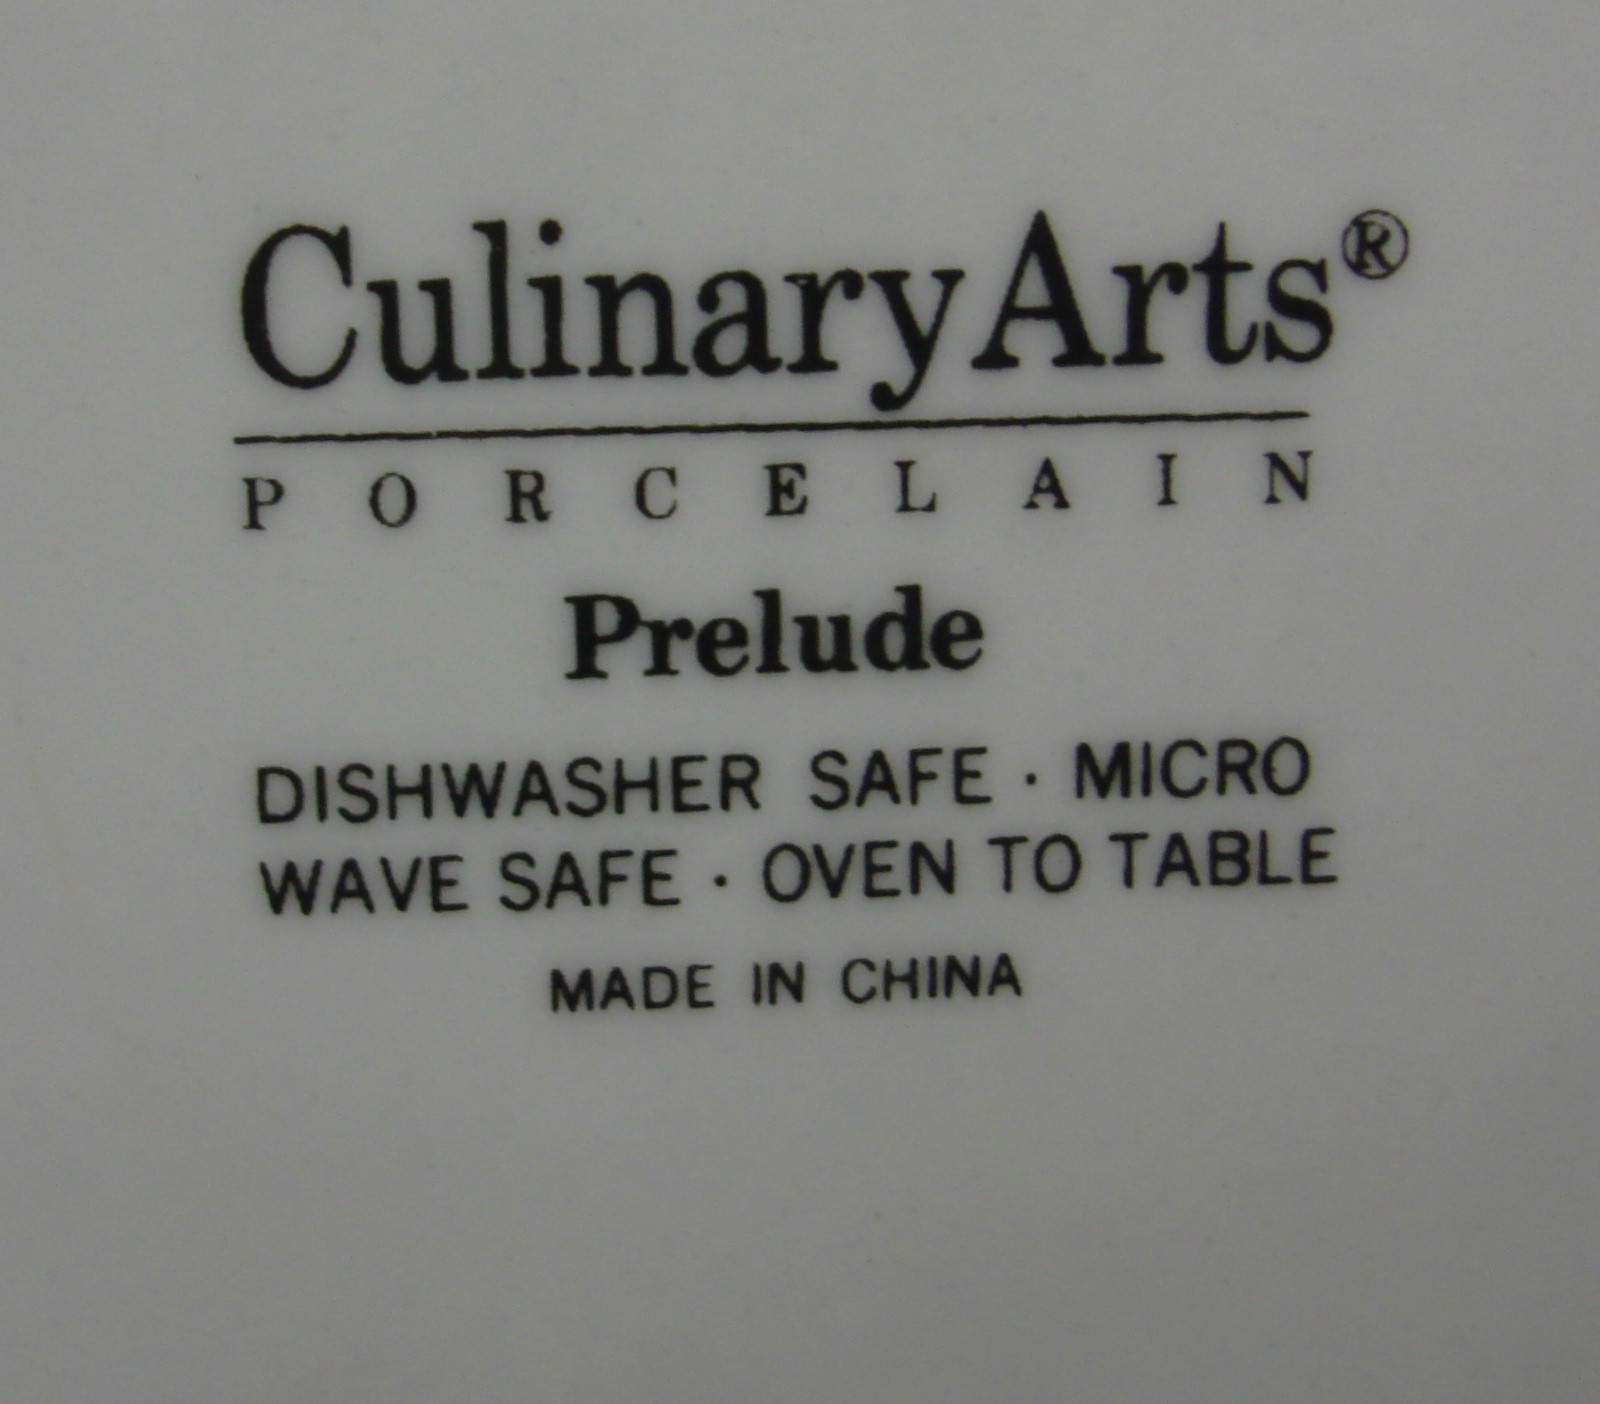 CulinaryArts®
PORCELAIN
Prelude
DISHWASHER SAFE · MICRO
WAVE SAFE · OVEN TO TABLE
MADE IN CHINA